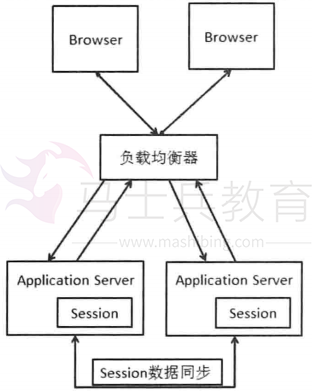 Browser
Browser
负载均衡器
马士兵教育
www.mashibing.com
Application Server
Session
Application Server
Session
Session数据同步